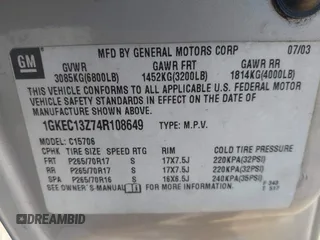 GM
MFD BY GENERAL MOTORS CORP 07/03
GVWR GAWR FRT GAWR RR
3085KG(6800LB) 1452KG(3200LB) 1814KG(4000LB)
THIS VEHICLE CONFORMS TO ALL APPLICABLE U.S. FEDERAL MOTOR
VEHICLE SAFETY STANDARDS IN EFFECT ON THE DATE
OF MANUFACTURE SHOWN ABOVE.
1GKEC13Z74R108649 TYPE: M.P.V.
MODEL: C15706
CPHK TIRE SIZE SPEED RTG RIM COLD TIRE PRESSURE
FRT P265/70R17 S 17X7.5J 220KPA(32PSI)
RR P265/70R17 S 17X7.5J 220KPA(32PSI)
SPA P265/70R16 S 16X6.5J 240KPA(35PSI)
SEE OWNER'S MANUAL